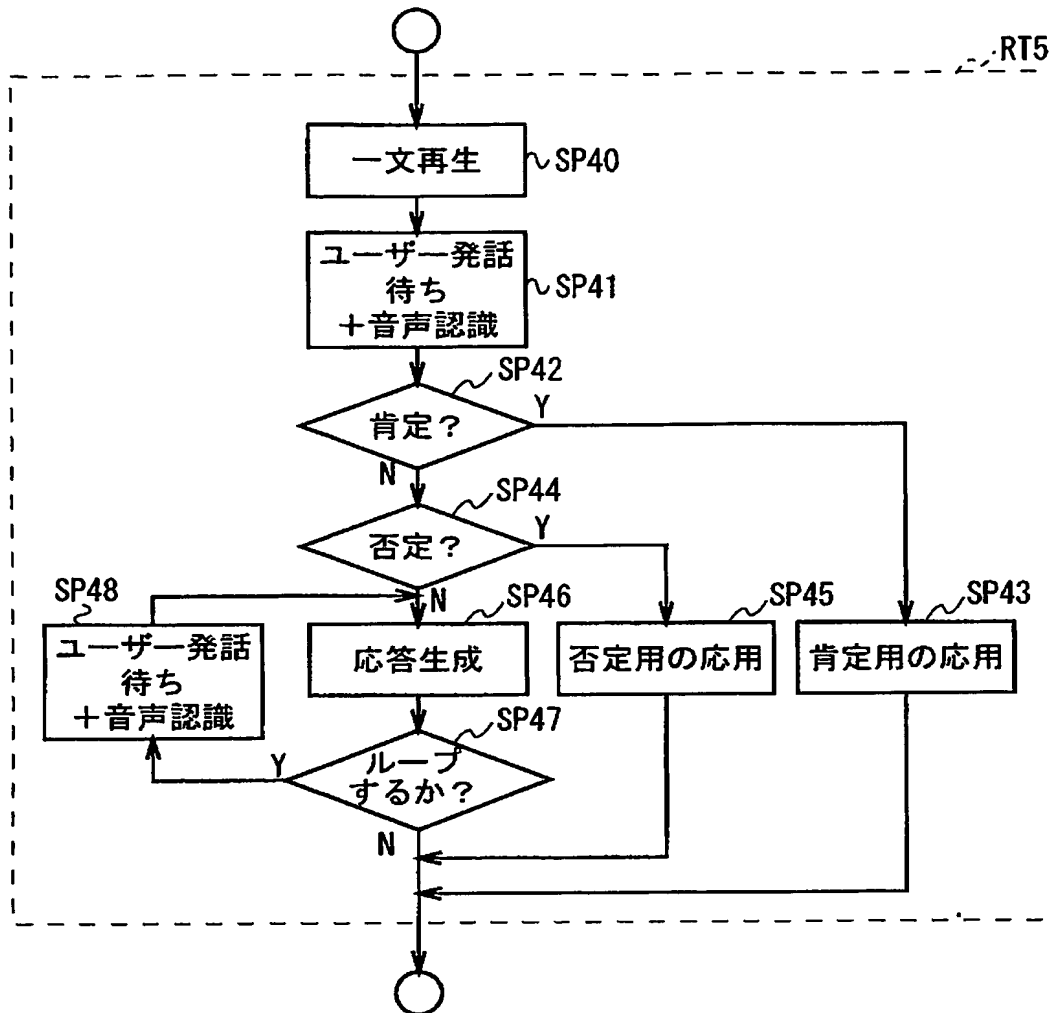 RT5
一文再生
SP40
ユーザー発話
待ち
+音声認識
SP41
SP42
肯定?
Y
N
SP44
否定?
Y
N
SP48
ユーザー発話
待ち
+音声認識
SP46
応答生成
SP45
否定用の応用
SP43
肯定用の応用
SP47
ループ
するか?
Y
N